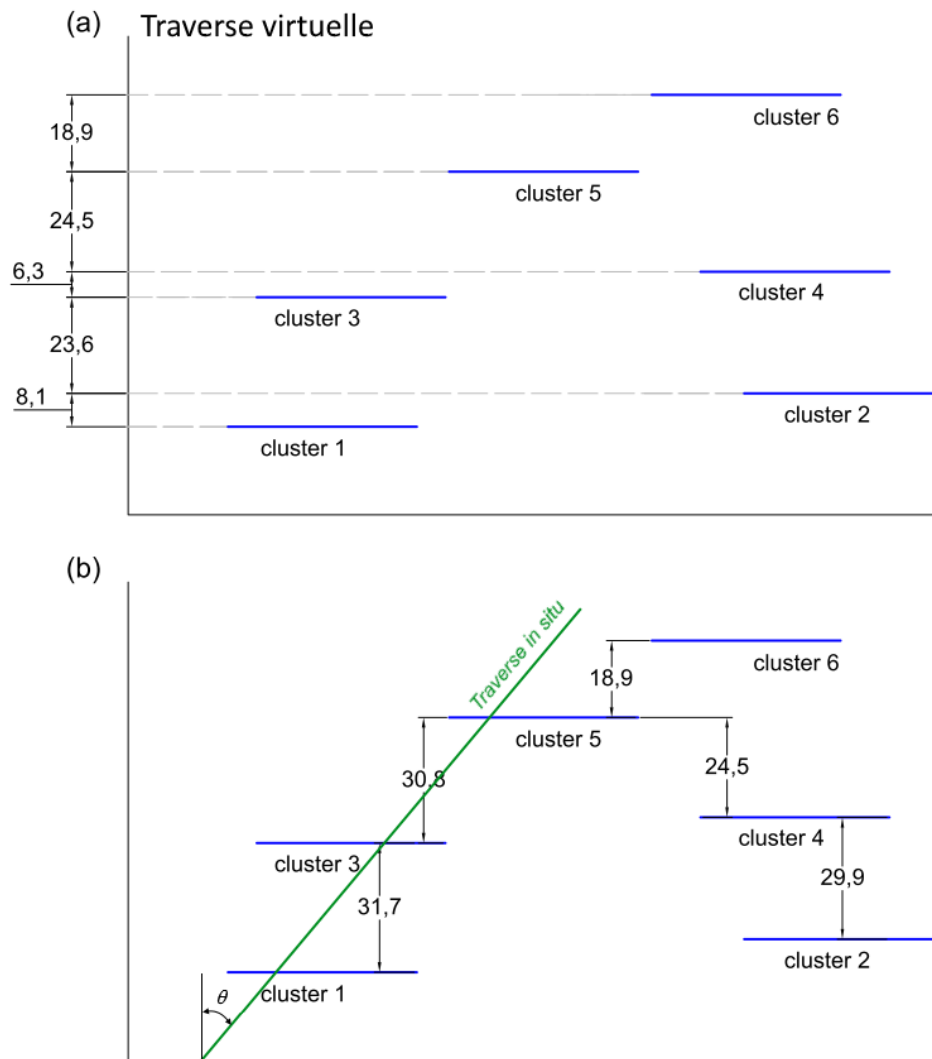 (a) Traverse virtuelle
cluster 6
18,9
cluster 5
24,5
6,3
cluster 4
cluster 3
23,6
8,1
cluster 2
cluster 1
(b)
Traverse in situ
cluster 6
18,9
cluster 5
30,8
24,5
cluster 4
cluster 3
29,9
31,7
cluster 2
cluster 1
θ